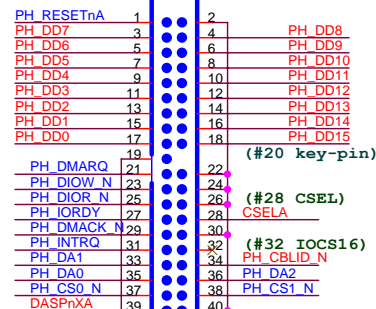 PH_RESETnA 1 2
PH_DD7 3 4 PH_DD8
PH_DD6 5 6 PH_DD9
PH_DD5 7 8 PH_DD10
PH_DD4 9 10 PH_DD11
PH_DD3 11 12 PH_DD12
PH_DD2 13 14 PH_DD13
PH_DD1 15 16 PH_DD14
PH_DD0 17 18 PH_DD15
19 (#20 key-pin)
PH_DMARQ 21 22
PH_DIOW_N 23 24
PH_DIOR_N 25 26 (#28 CSEL)
PH_IORDY 27 28 CSELA
PH_DMACK_N 29 30
PH_INTRQ 31 32 (#32 IOCS16)
PH_DA1 33 34 PH_CBLID_N
PH_DA0 35 36 PH_DA2
PH_CS0_N 37 38 PH_CS1_N
DASPnXA 39 40